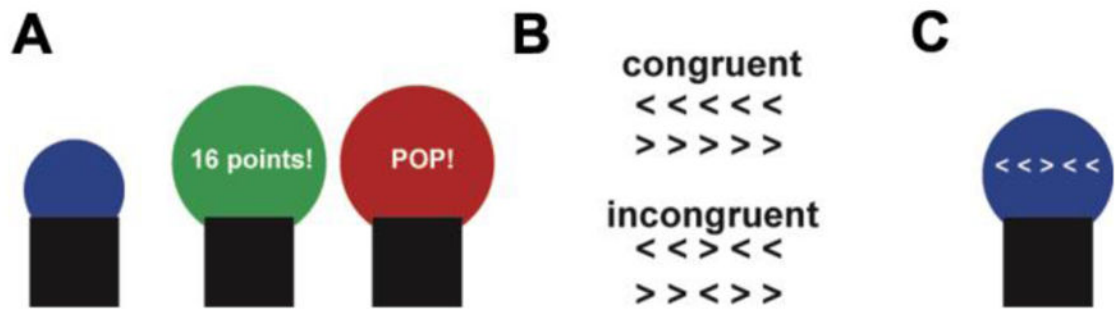 A
B
C
16 points!
POP!
congruent
< < < < <
> > > > >
incongruent
< < > < <
> > < > >
< < > < <